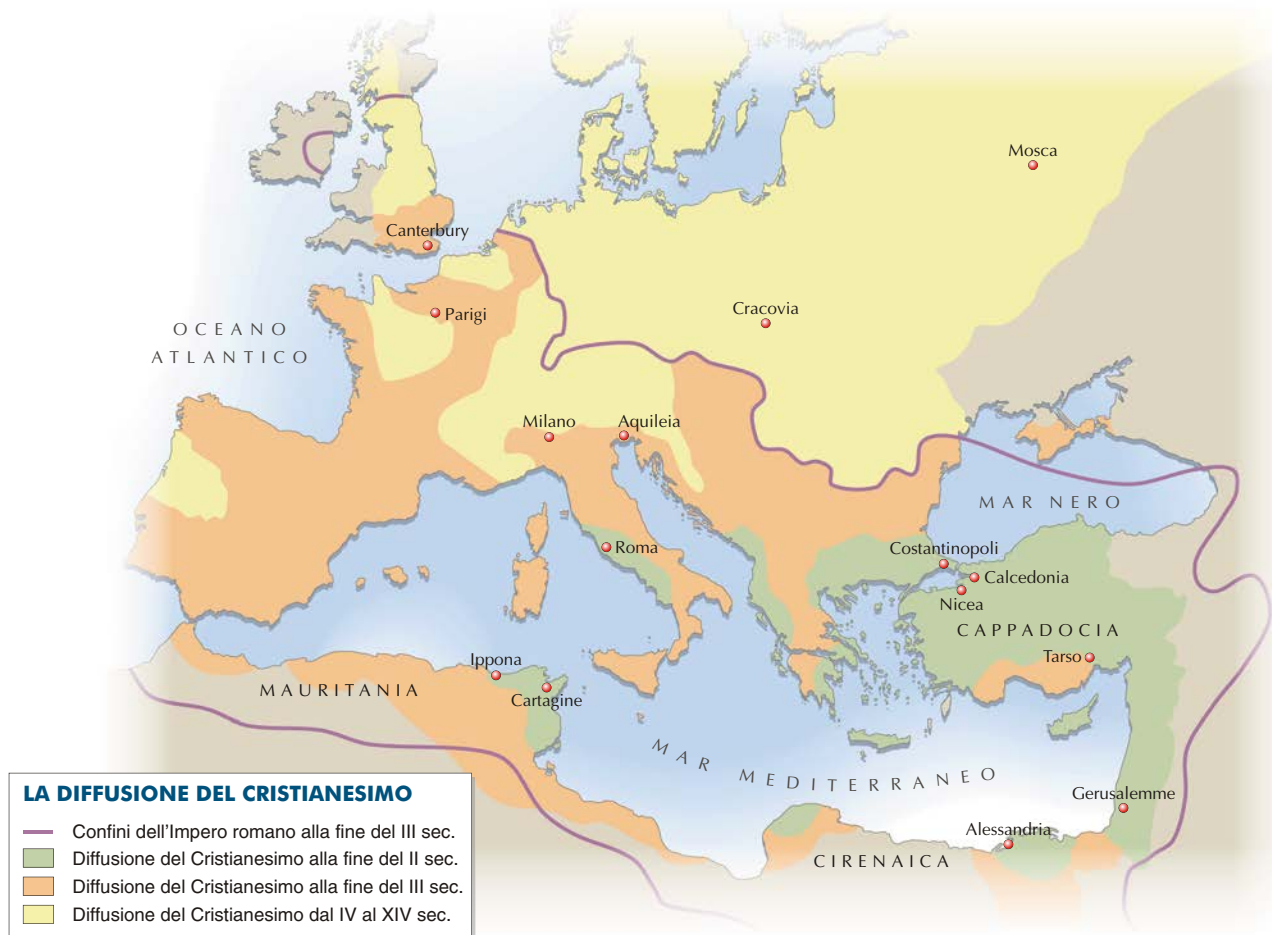 Mosca
Canterbury
Parigi
Cracovia
OCEANO
ATLANTICO
Milano
Aquileia
MAR NERO
Roma
Costantinopoli
Calcedonia
Nicea
CAPPADOCIA
Tarso
Ippona
MAURITANIA
Cartagine
MAR MEDITERRANEO
Gerusalemme
Alessandria
CIRENAICA
LA DIFFUSIONE DEL CRISTIANESIMO
Confini dell'Impero romano alla fine del III sec.
Diffusione del Cristianesimo alla fine del II sec.
Diffusione del Cristianesimo alla fine del III sec.
Diffusione del Cristianesimo dal IV al XIV sec.